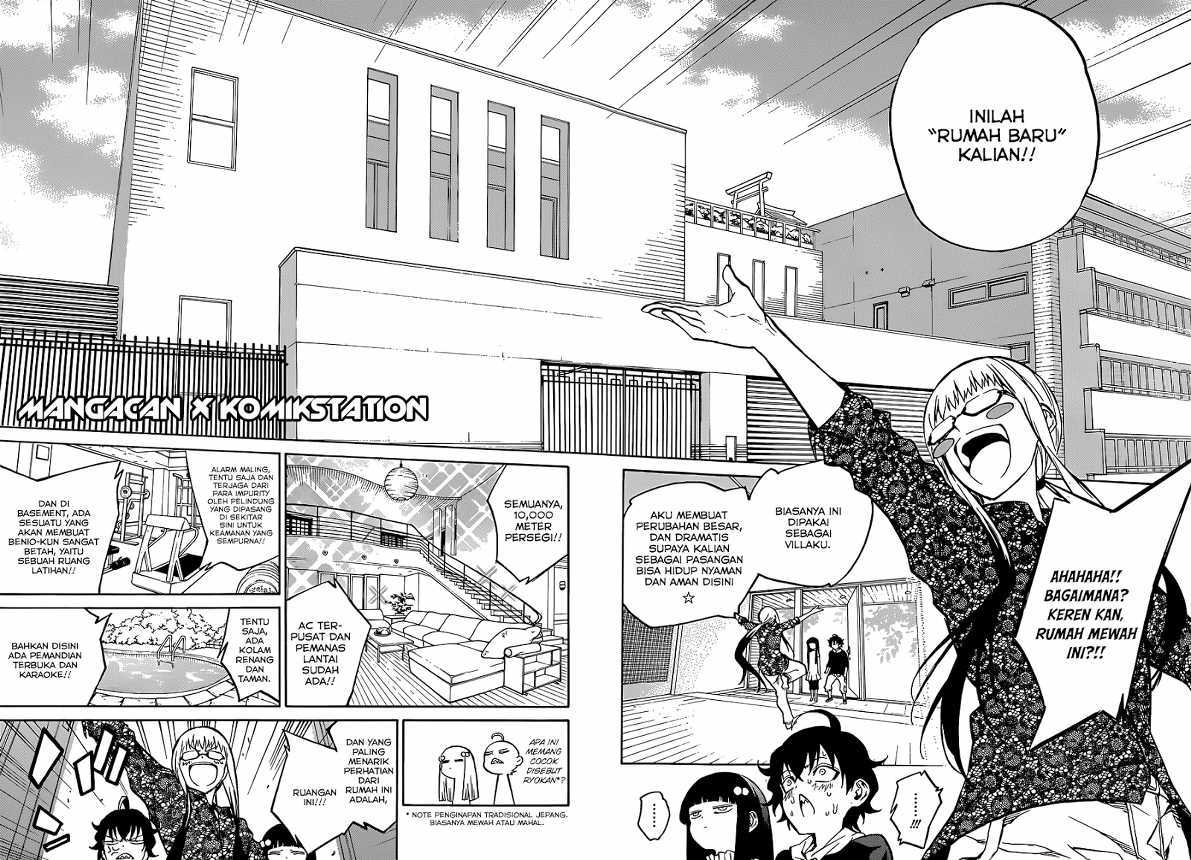 INILAH
"RUMAH BARU"
KALIAN!!
AHAHAHA!!
BAGAIMANA?
KEREN KAN,
RUMAH MEWAH
INI?!!
BIASANYA INI
DIPAKAI
SEBAGAI
VILLAKU.
AKU MEMBUAT
PERUBAHAN BESAR,
DAN DRAMATIS
SUPAYA KALIAN
SEBAGAI PASANGAN
BISA HIDUP NYAMAN
DAN AMAN DISINI
☆
......!!!
......
MANGACAN X KOMIKSTATION
SEMUANYA,
10,000
METER
PERSEGI!!
AC TER-
PUSAT DAN
PEMANAS
LANTAI
SUDAH
ADA!!
ALARM MALING,
TENTU SAJA DAN
TERJAGA DARI
PARA IMPURITY
OLEH PELINDUNG
YANG DIPASANG
DI SEKITAR
SINI UNTUK
KEAMANAN YANG
SEMPURNA!!
DAN DI
BASEMENT, ADA
SESUATU YANG
AKAN MEMBUAT
BENIO-KUN SANGAT
BETAH, YAITU
SEBUAH RUANG
LATIHAN!!
TENTU
SAJA,
ADA
KOLAM
RENANG
DAN
TAMAN.
BAHKAN DISINI
ADA PEMANDIAN
TERBUKA DAN
KARAOKE!!
APA INI
MEMANG
COCOK
DISEBUT
RYOKAN*?
* NOTE PENGINAPAN TRADISIONAL JEPANG.
BIASANYA MEWAH ATAU MAHAL.
DAN YANG
PALING
MENARIK
PERHATIAN
DARI
RUMAH INI
ADALAH,
RUANGAN
INI!!!